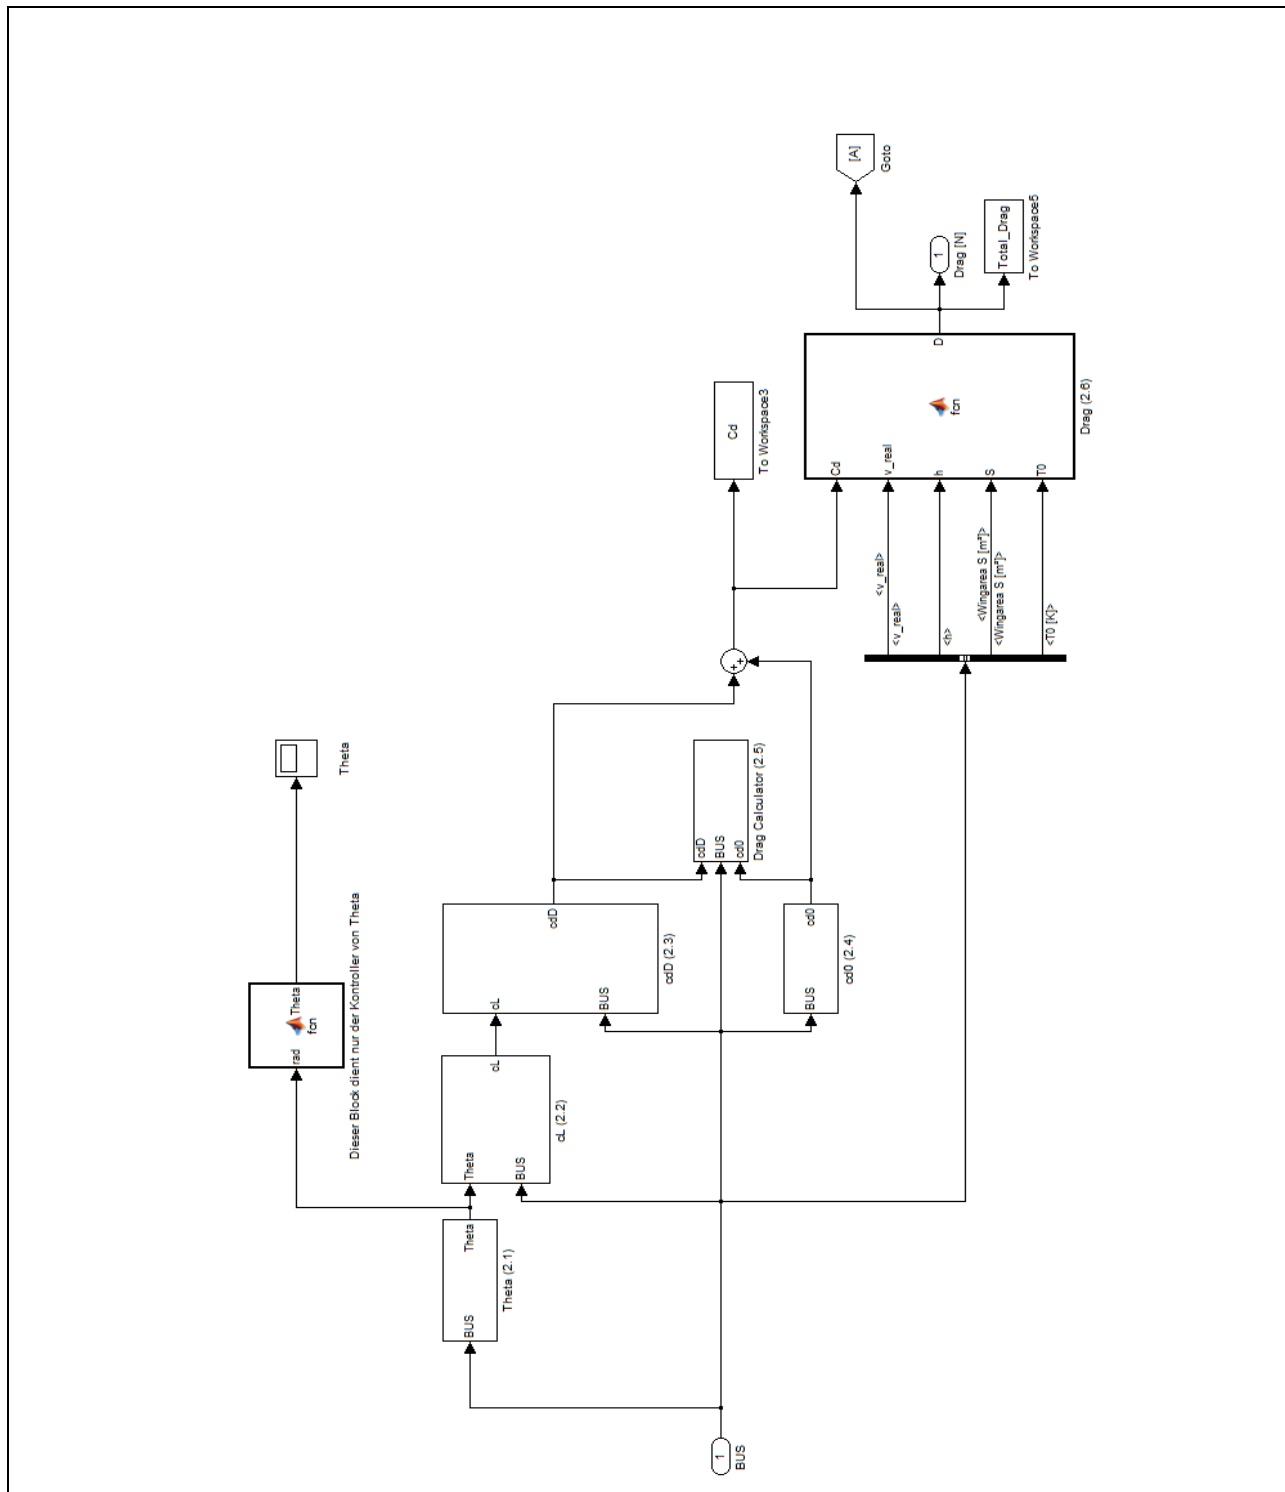 1
BUS
BUS
Theta
Theta (2.1)
rad
Theta
fcn
Dieser Block dient nur der Kontroller von Theta
Theta
Theta
BUS
cL
cL (2.2)
cL
BUS
cdD
cdD (2.3)
BUS
cd0
cd0 (2.4)
cdD
BUS
cd0
Drag Calculator (2.5)
+
+
Cd
To Workspace3
<v_real>
<v_real>
<h>
<Wingarea S [m²]>
<Wingarea S [m²]>
<T0 [K]>
Cd
v_real
h
S
T0
fcn
D
Drag (2.6)
[A]
Goto
1
Drag [N]
Total_Drag
To Workspace5